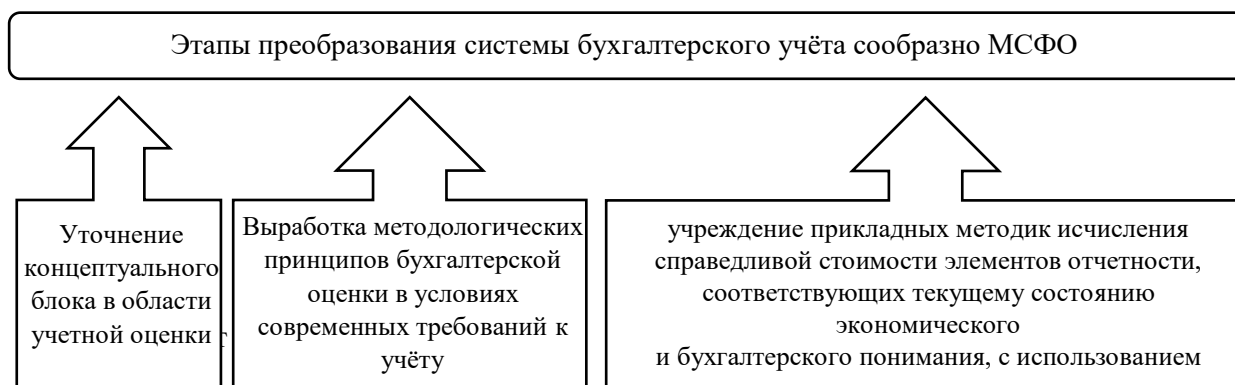 Этапы преобразования системы бухгалтерского учёта сообразно МСФО
Уточнение
концептуального
блока в области
учетной оценки
Выработка методологических
принципов бухгалтерской
оценки в условиях
современных требований к
учёту
учреждение прикладных методик исчисления
справедливой стоимости элементов отчетности,
соответствующих текущему состоянию
экономического
и бухгалтерского понимания, с использованием